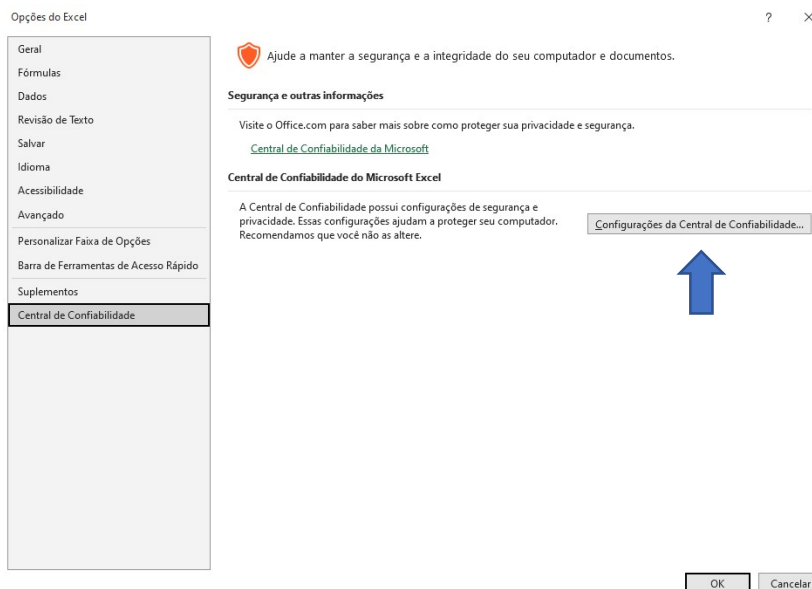 Opções do Excel
?
Geral
Fórmulas
Dados
Revisão de Texto
Salvar
Idioma
Acessibilidade
Avançado
Personalizar Faixa de Opções
Barra de Ferramentas de Acesso Rápido
Suplementos
Central de Confiabilidade
Ajude a manter a segurança e a integridade do seu computador e documentos.
Segurança e outras informações
Visite o Office.com para saber mais sobre como proteger sua privacidade e segurança.
Central de Confiabilidade da Microsoft
Central de Confiabilidade do Microsoft Excel
A Central de Confiabilidade possui configurações de segurança e
privacidade. Essas configurações ajudam a proteger seu computador.
Recomendamos que você não as altere.
Configurações da Central de Confiabilidade...
OK
Cancelar